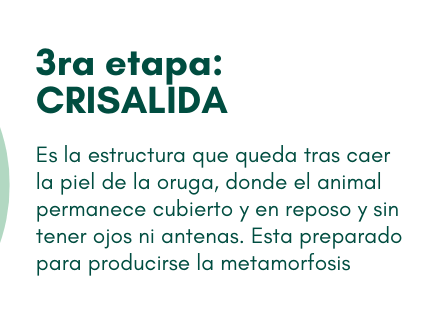 3ra etapa:
CRISALIDA
Es la estructura que queda tras caer
la piel de la oruga, donde el animal
permanece cubierto y en reposo y sin
tener ojos ni antenas. Esta preparado
para producirse la metamorfosis